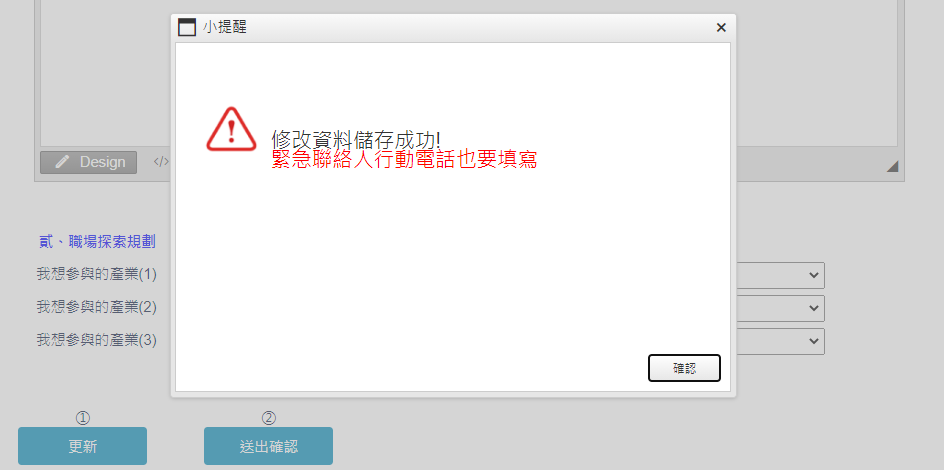 小提醒
×
修改資料儲存成功!
緊急聯絡人行動電話也要填寫
Design
</>
貳、職場探索規劃
我想參與的產業(1)
我想參與的產業(2)
我想參與的產業(3)
確認
① ②
更新 送出確認